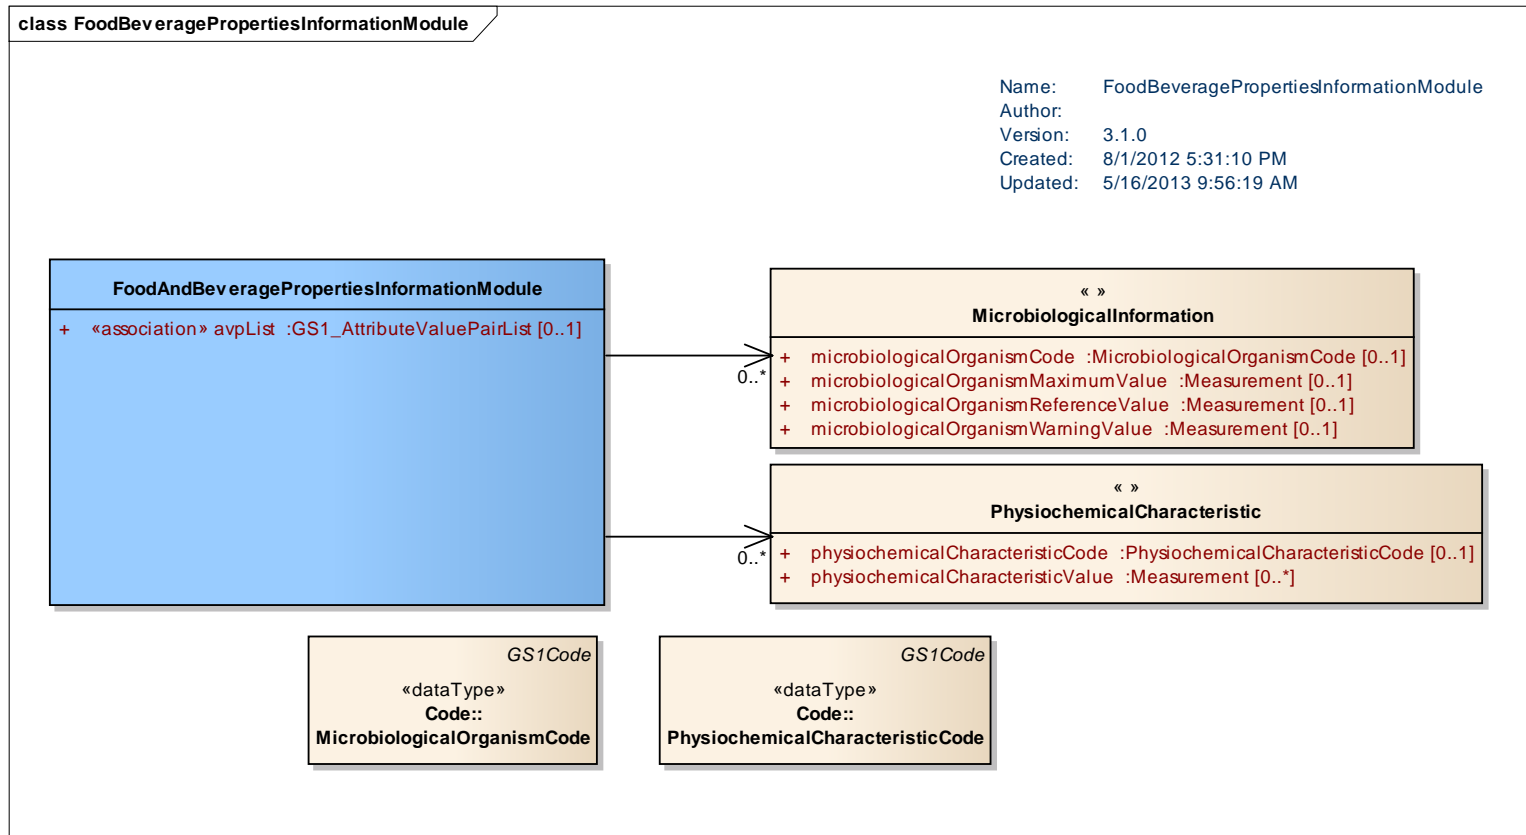 class FoodBeveragePropertiesInformationModule
Name: FoodBeveragePropertiesInformationModule
Author:
Version: 3.1.0
Created: 8/1/2012 5:31:10 PM
Updated: 5/16/2013 9:56:19 AM
FoodAndBeveragePropertiesInformationModule
+ «association» avpList :GS1_AttributeValuePairList [0..1]
0..*
« »
MicrobiologicalInformation
+ microbiologicalOrganismCode :MicrobiologicalOrganismCode [0..1]
+ microbiologicalOrganismMaximumValue :Measurement [0..1]
+ microbiologicalOrganismReferenceValue :Measurement [0..1]
+ microbiologicalOrganismWarningValue :Measurement [0..1]
0..*
« »
PhysiochemicalCharacteristic
+ physiochemicalCharacteristicCode :PhysiochemicalCharacteristicCode [0..1]
+ physiochemicalCharacteristicValue :Measurement [0..*]
GS1Code
«dataType»
Code::
MicrobiologicalOrganismCode
GS1Code
«dataType»
Code::
PhysiochemicalCharacteristicCode